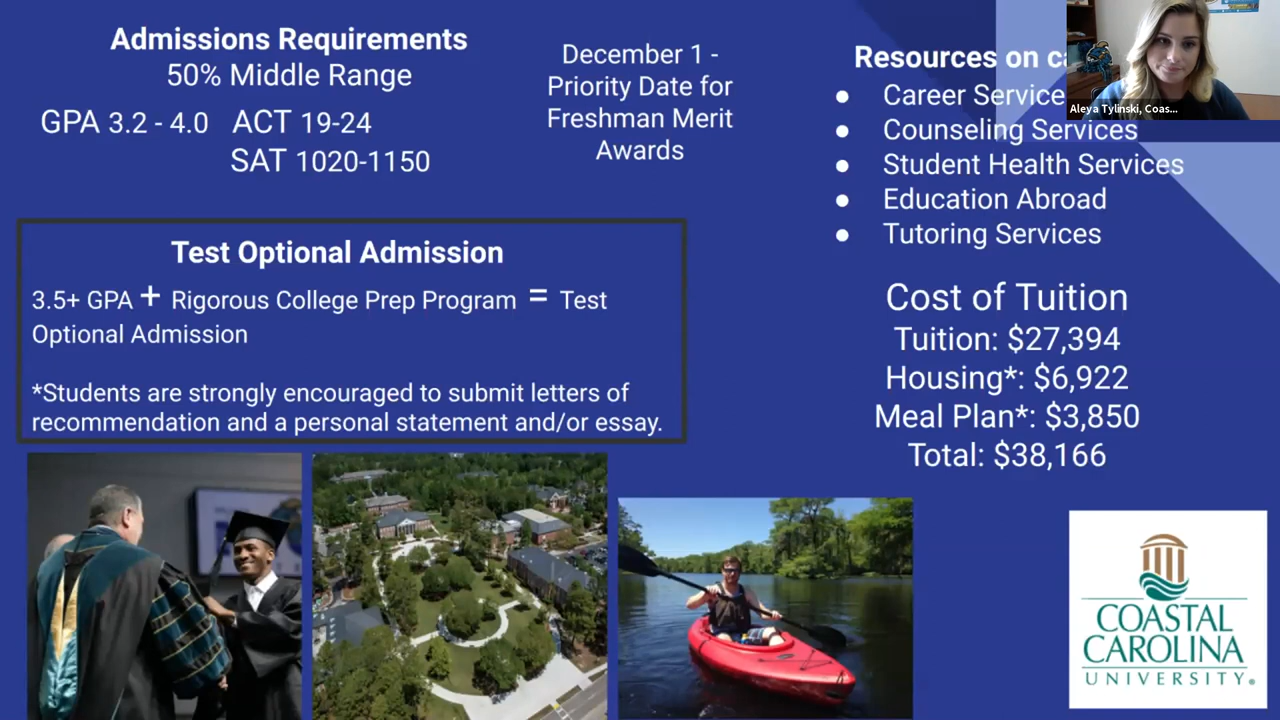 Admissions Requirements
50% Middle Range
GPA 3.2 - 4.0 ACT 19-24
SAT 1020-1150
December 1 -
Priority Date for
Freshman Merit
Awards
Resources on
● Career Service
● Counseling Services
● Student Health Services
● Education Abroad
● Tutoring Services
Aleya Tylinski, Coas...
Test Optional Admission
3.5+ GPA + Rigorous College Prep Program = Test
Optional Admission
*Students are strongly encouraged to submit letters of
recommendation and a personal statement and/or essay.
Cost of Tuition
Tuition: $27,394
Housing*: $6,922
Meal Plan*: $3,850
Total: $38,166
COASTAL
CAROLINA
UNIVERSITY®